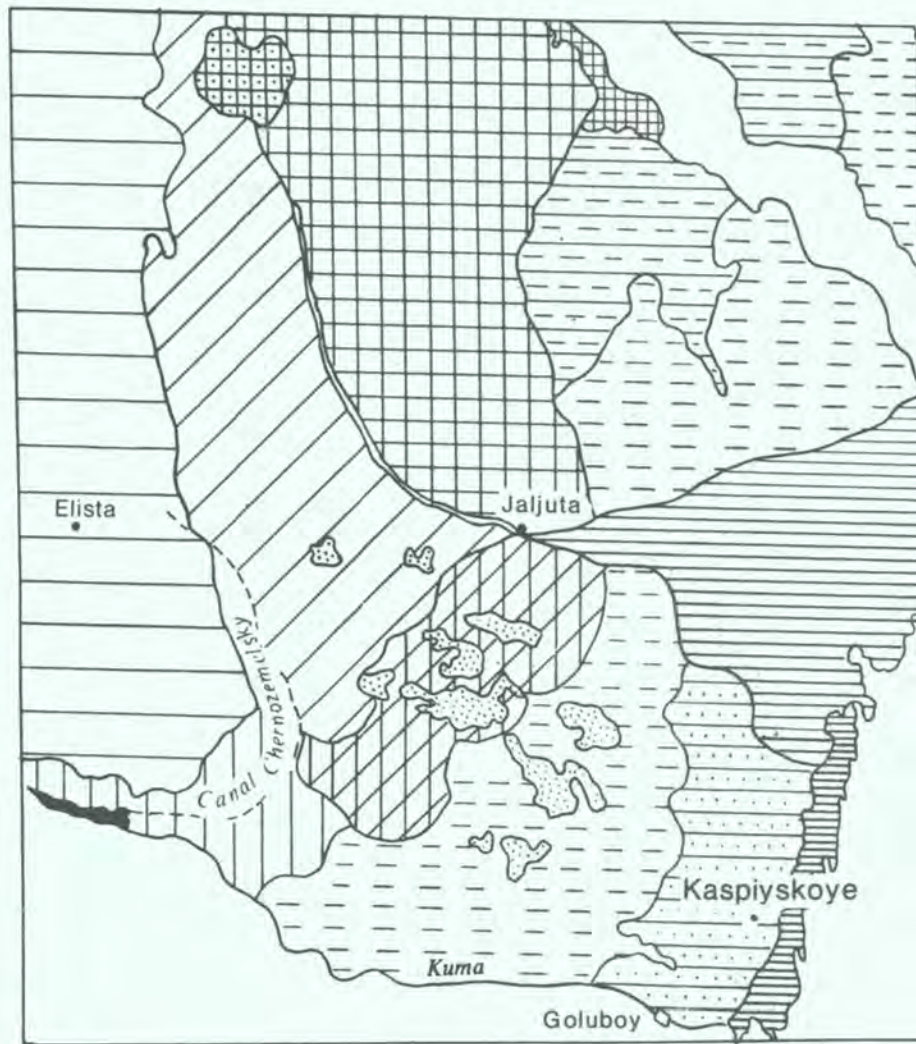 Jaljuta
Elista
Canal Chernozemelsky
Kaspiyskoye
Kuma
Goluboy